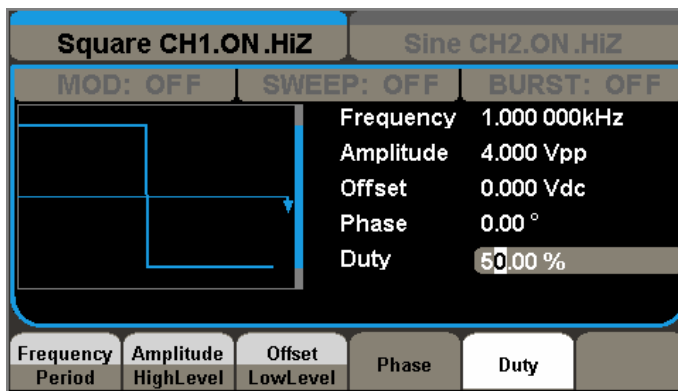 Square CH1.ON.HiZ Sine CH2.ON.HiZ
MOD: OFF SWEEP: OFF BURST: OFF
Frequency 1.000 000kHz
Amplitude 4.000 Vpp
Offset 0.000 Vdc
Phase 0.00 °
Duty 50.00 %
Frequency Amplitude Offset Phase Duty
Period HighLevel LowLevel